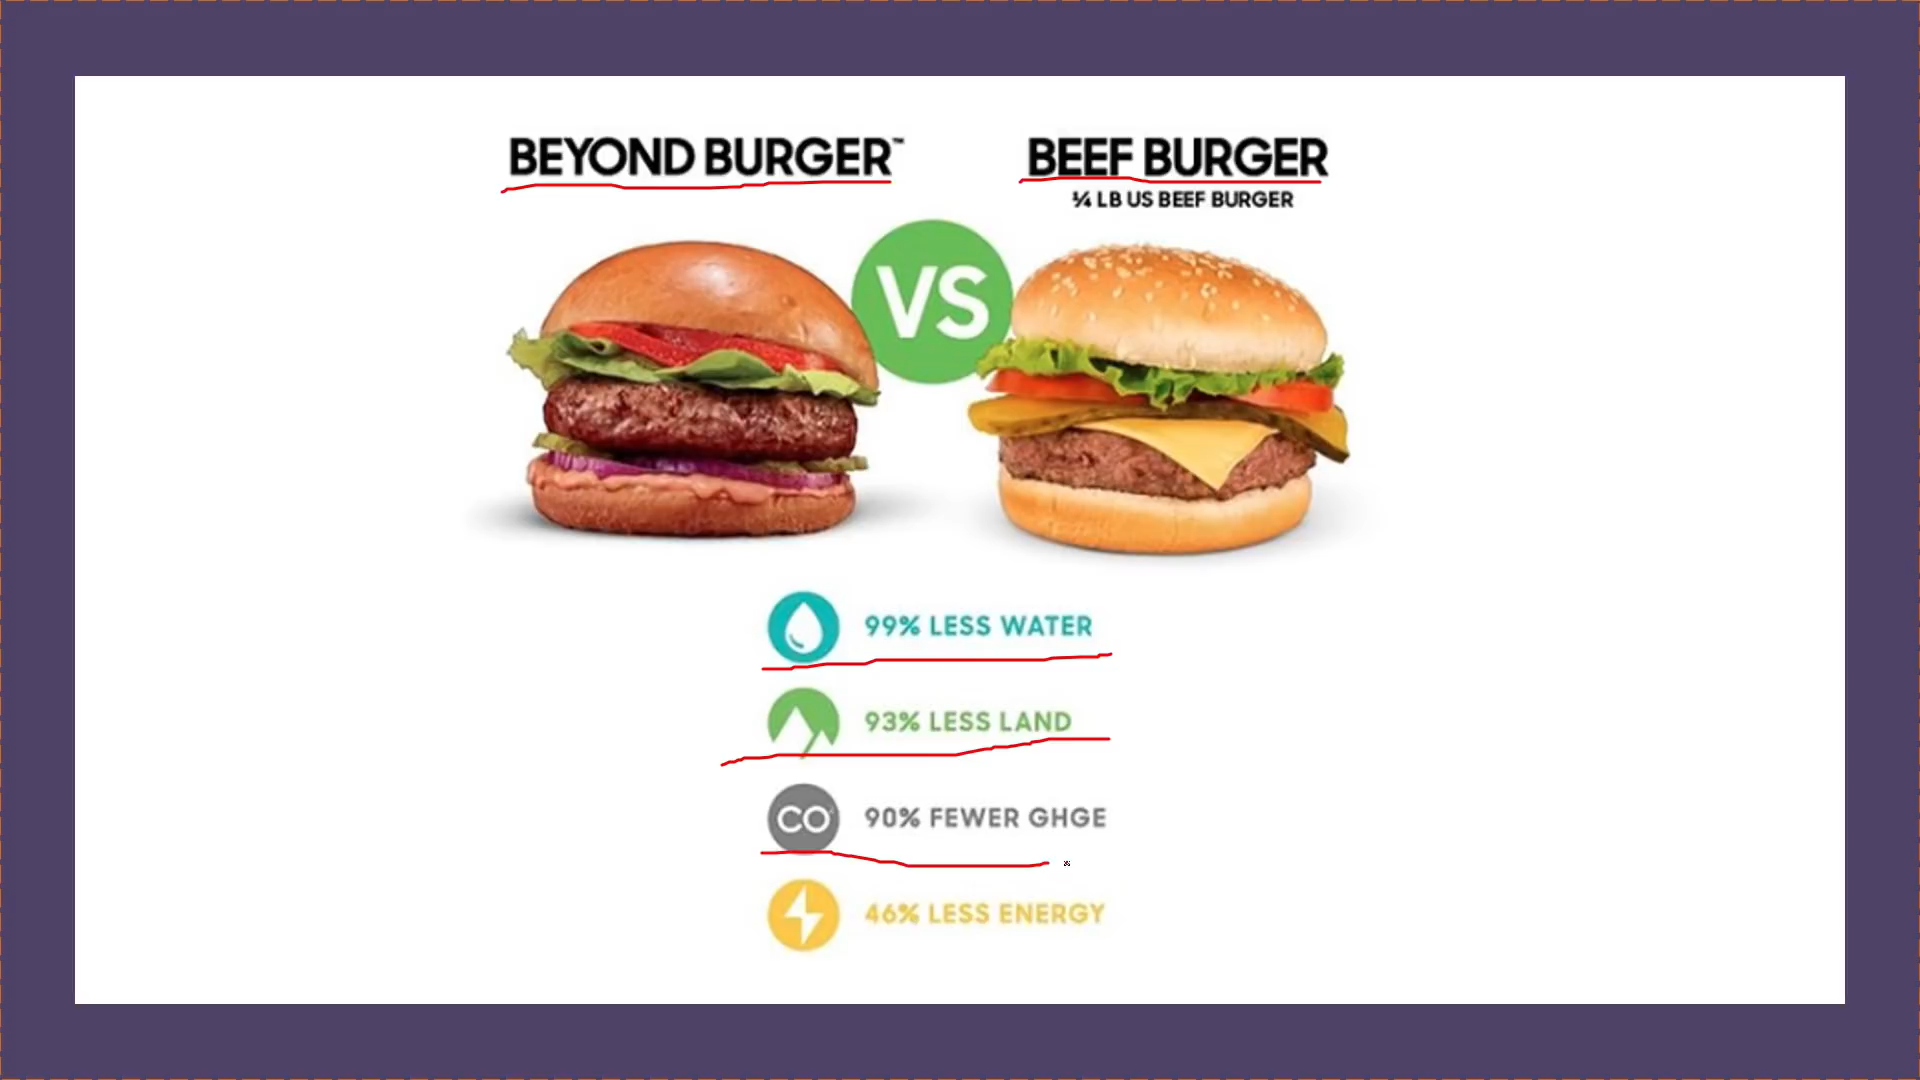 BEYOND BURGER™
BEEF BURGER
¼ LB US BEEF BURGER
VS
99% LESS WATER
93% LESS LAND
CO
90% FEWER GHGE
46% LESS ENERGY